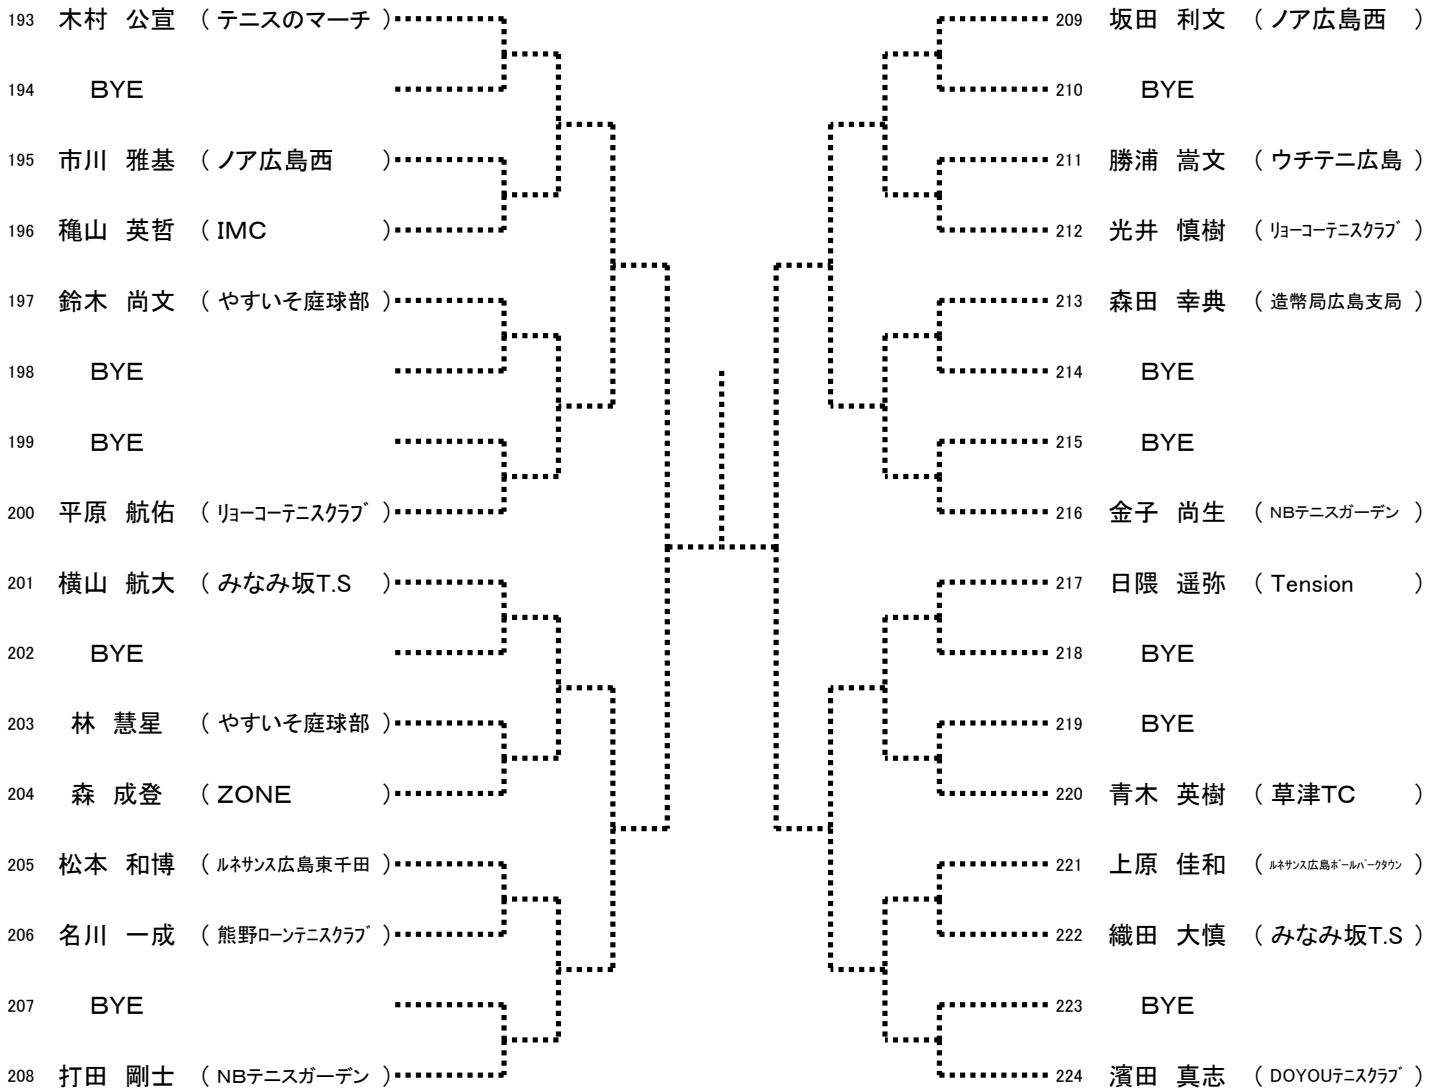 193 木村 公宣 ( テニスのマーチ )
194 BYE
195 市川 雅基 ( ノア広島西 )
196 穐山 英哲 ( IMC )
197 鈴木 尚文 ( やすいそ庭球部 )
198 BYE
199 BYE
200 平原 航佑 ( ﾘｮｰｺｰﾃﾆｽｸﾗﾌﾞ )
201 横山 航大 ( みなみ坂T.S )
202 BYE
203 林 慧星 ( やすいそ庭球部 )
204 森 成登 ( ZONE )
205 松本 和博 ( ﾙﾈｻﾝｽ広島東千田 )
206 名川 一成 ( 熊野ﾛｰﾝﾃﾆｽｸﾗﾌﾞ )
207 BYE
208 打田 剛士 ( NBテニスガーデン )
209 坂田 利文 ( ノア広島西 )
210 BYE
211 勝浦 嵩文 ( ウチテニ広島 )
212 光井 慎樹 ( ﾘｮｰｺｰﾃﾆｽｸﾗﾌﾞ )
213 森田 幸典 ( 造幣局広島支局 )
214 BYE
215 BYE
216 金子 尚生 ( NBテニスガーデン )
217 日隈 遥弥 ( Tension )
218 BYE
219 BYE
220 青木 英樹 ( 草津TC )
221 上原 佳和 ( ﾙﾈｻﾝｽ広島ﾎﾞｰﾙﾊﾟｰｸﾀｳﾝ )
222 織田 大慎 ( みなみ坂T.S )
223 BYE
224 濱田 真志 ( DOYOUﾃﾆｽｸﾗﾌﾞ )